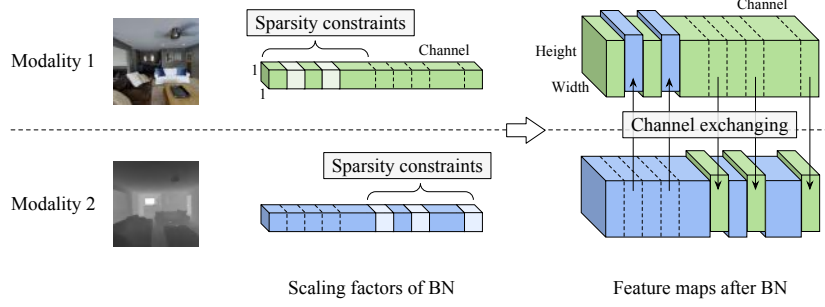 Channel
Sparsity constraints
Channel
Height
Modality 1
1
Width
1
Channel exchanging
Sparsity constraints
Modality 2
Scaling factors of BN
Feature maps after BN